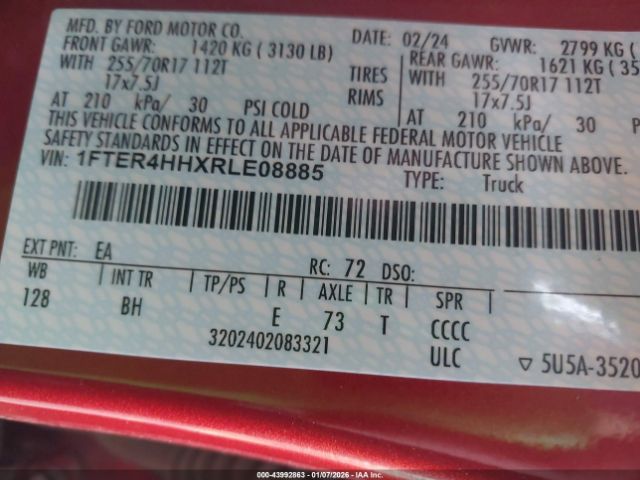 MFD. BY FORD MOTOR CO.
DATE: 02/24 GVWR: 2799 KG (
FRONT GAWR: 1420 KG ( 3130 LB)
REAR GAWR: 1621 KG ( 35
WITH 255/70R17 112T TIRES WITH 255/70R17 112T
17x7.5J RIMS 17x7.5J
AT 210 kPa/ 30 PSI COLD AT 210 kPa/ 30
THIS VEHICLE CONFORMS TO ALL APPLICABLE FEDERAL MOTOR VEHICLE
SAFETY STANDARDS IN EFFECT ON THE DATE OF MANUFACTURE SHOWN ABOVE.
VIN: 1FTER4HHXRLE08885 TYPE: Truck
EXT PNT: EA RC: 72 DSO:
WB INT TR TP/PS R AXLE TR SPR
128 BH E 73 T CCCC
3202402083321 ULC ▽ 5U5A-3520
000-43992863 | 01/07/2026 - IAAI.COM